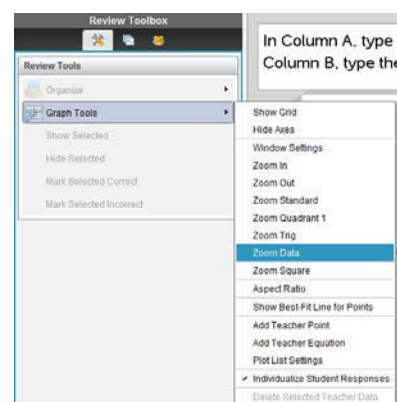 Review Toolbox
In Column A, type
Column B, type the
Review Tools
Organize
Graph Tools
Show Selected
Hide Selected
Mark Selected Correct
Mark Selected Incorrect
Show Grid
Hide Axes
Window Settings
Zoom In
Zoom Out
Zoom Standard
Zoom Quadrant 1
Zoom Trig
Zoom Data
Zoom Square
Aspect Ratio
Show Best-Fit Line for Points
Add Teacher Point
Add Teacher Equation
Plot List Settings
Individualize Student Responses
Delete Selected Teacher Data